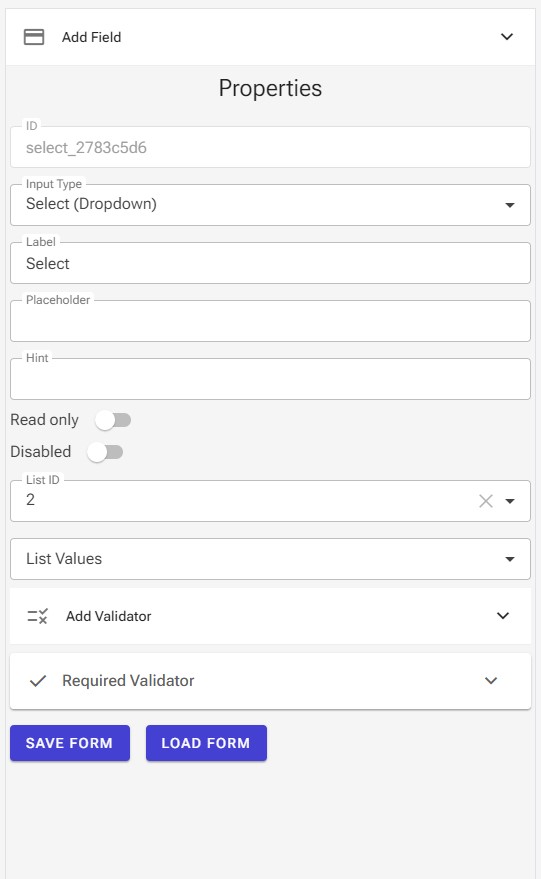 Add Field
Properties
ID
select_2783c5d6
Input Type
Select (Dropdown)
Label
Select
Placeholder
Hint
Read only
Disabled
List ID
2
List Values
Add Validator
Required Validator
SAVE FORM LOAD FORM